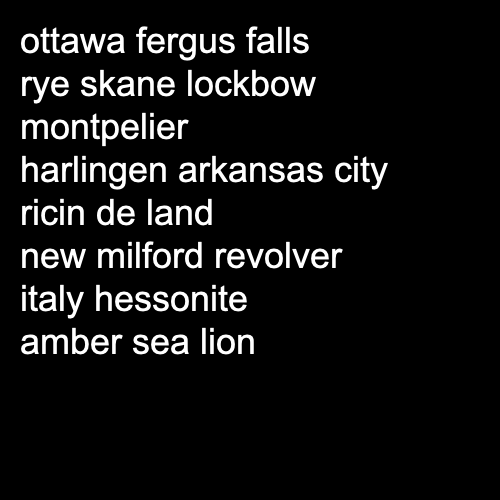 ottawa fergus falls
rye skane lockbow
montpelier
harlingen arkansas city
ricin de land
new milford revolver
italy hessonite
amber sea lion